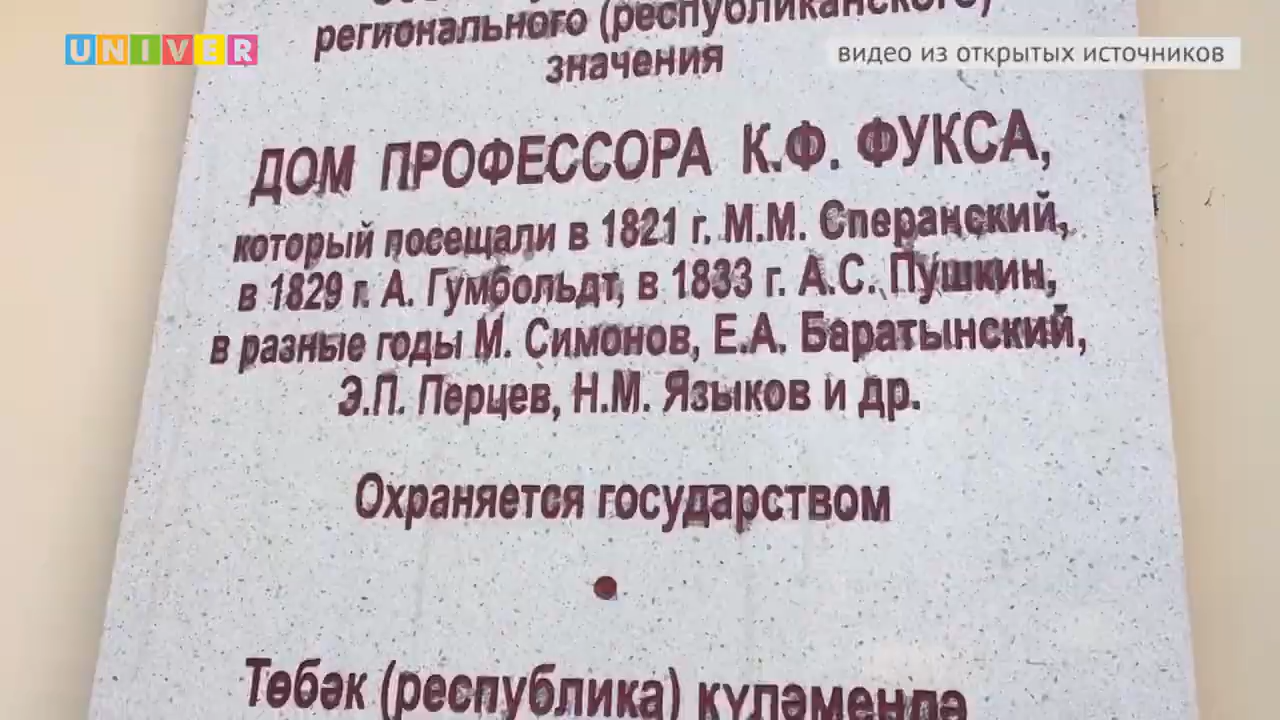 UNIVER
видео из открытых источников
регионального (республиканского)
значения
ДОМ ПРОФЕССОРА К.Ф. ФУКСА,
который посещали в 1821 г. М.М. Сперанский,
в 1829 г. А. Гумбольдт, в 1833 г. А.С. Пушкин,
в разные годы М. Симонов, Е.А. Баратынский,
Э.П. Перцев, Н.М. Языков и др.
Охраняется государством
Төбәк (республика) күләмендә